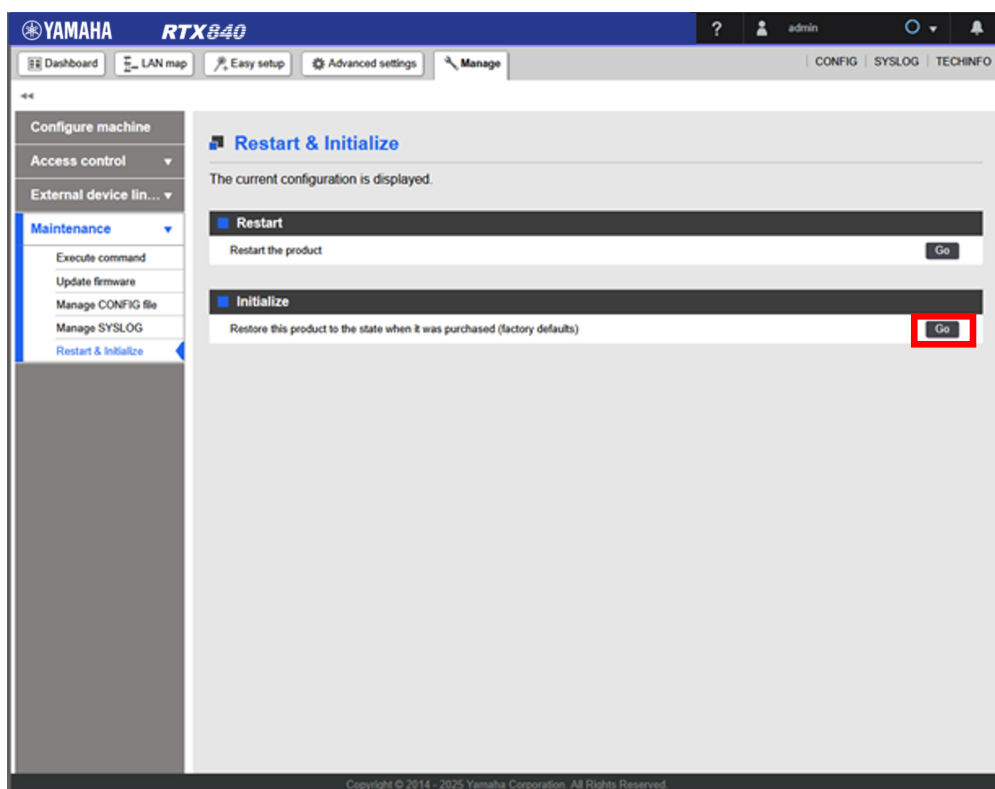 YAMAHA RTX840 ? admin
Dashboard LAN map Easy setup Advanced settings Manage CONFIG SYSLOG TECHINFO
Configure machine
Access control
External device lin...
Maintenance
Execute command
Update firmware
Manage CONFIG file
Manage SYSLOG
Restart & Initialize
Restart & Initialize
The current configuration is displayed.
Restart
Restart the product Go
Initialize
Restore this product to the state when it was purchased (factory defaults) Go
Copyright © 2014 - 2025 Yamaha Corporation. All Rights Reserved.